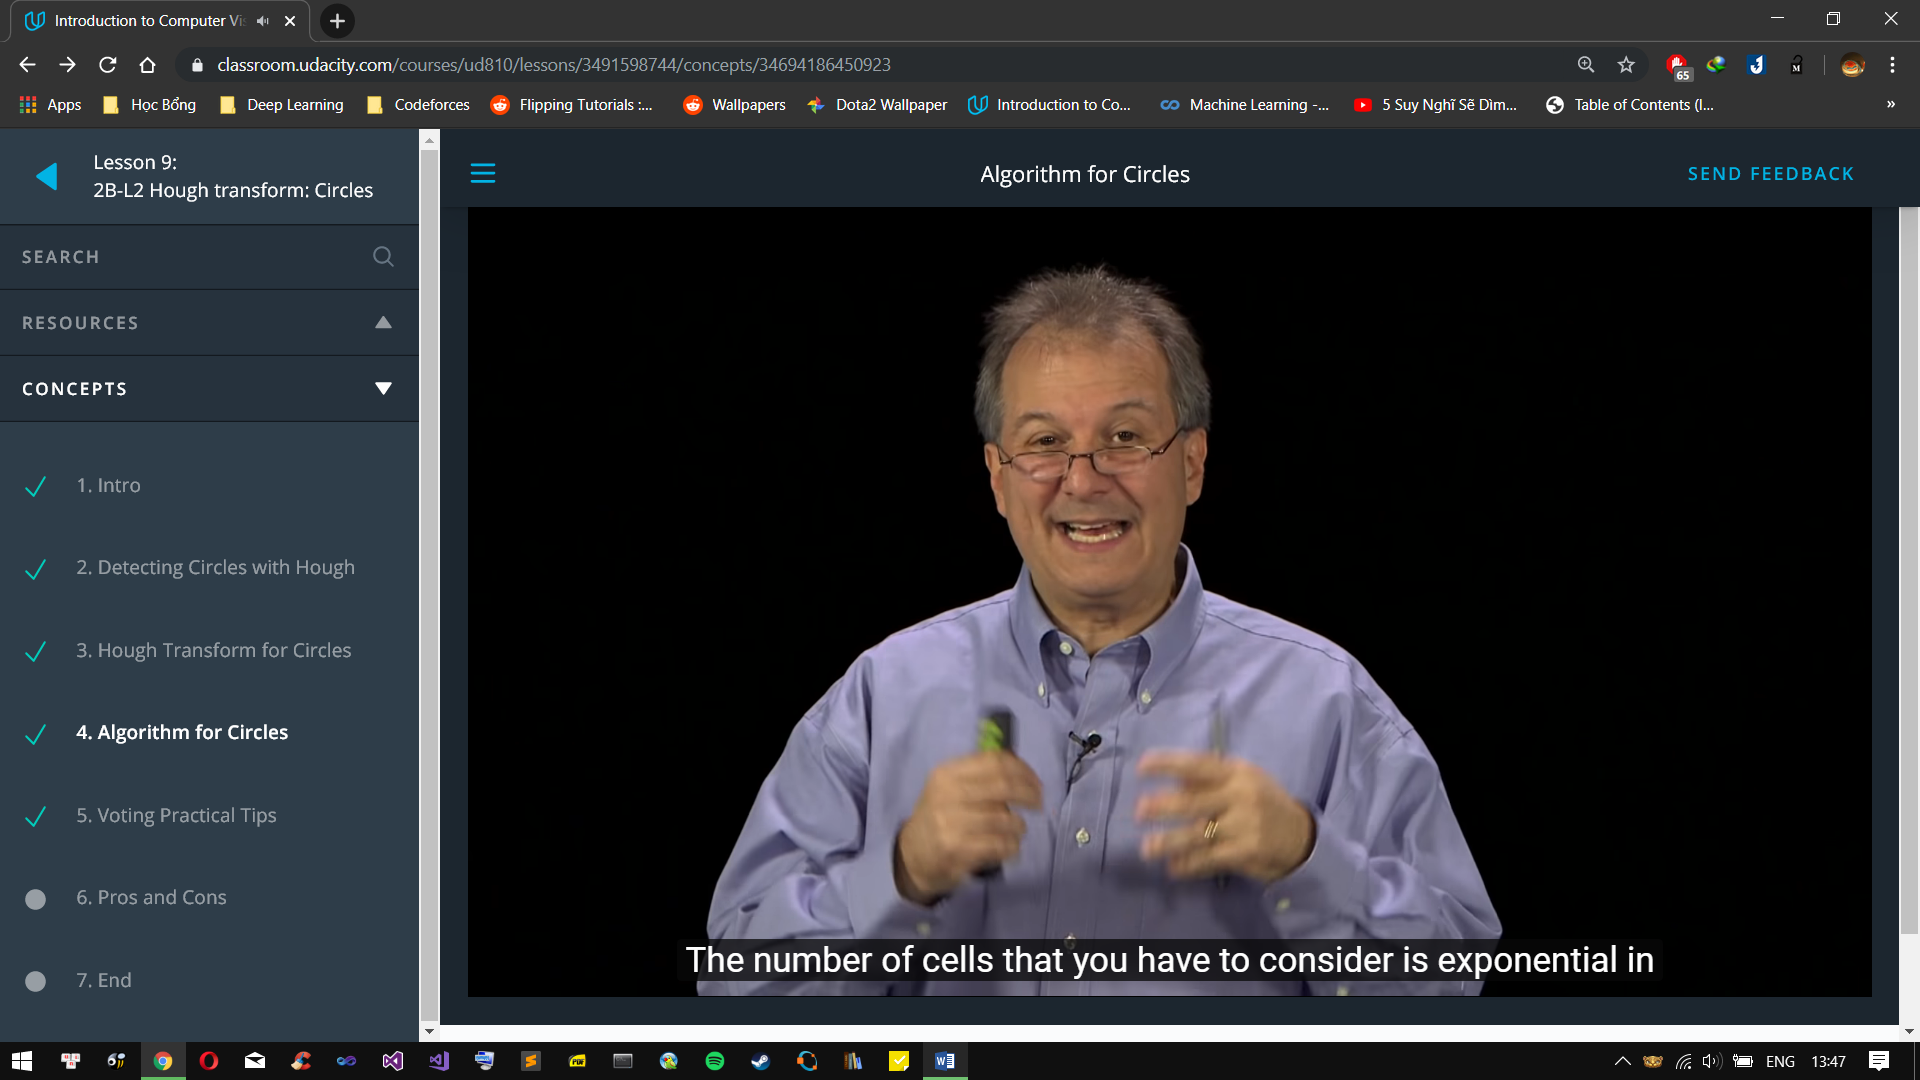 Introduction to Computer Vi
classroom.udacity.com/courses/ud810/lessons/3491598744/concepts/34694186450923
65
M
Apps
Học Bổng
Deep Learning
Codeforces
Flipping Tutorials :...
Wallpapers
Dota2 Wallpaper
Introduction to Co...
Machine Learning -...
5 Suy Nghĩ Sẽ Dìm...
Table of Contents (I...
»
Lesson 9:
2B-L2 Hough transform: Circles
Algorithm for Circles
SEND FEEDBACK
SEARCH
RESOURCES
CONCEPTS
1. Intro
2. Detecting Circles with Hough
3. Hough Transform for Circles
4. Algorithm for Circles
5. Voting Practical Tips
6. Pros and Cons
7. End
The number of cells that you have to consider is exponential in
ENG
13:47